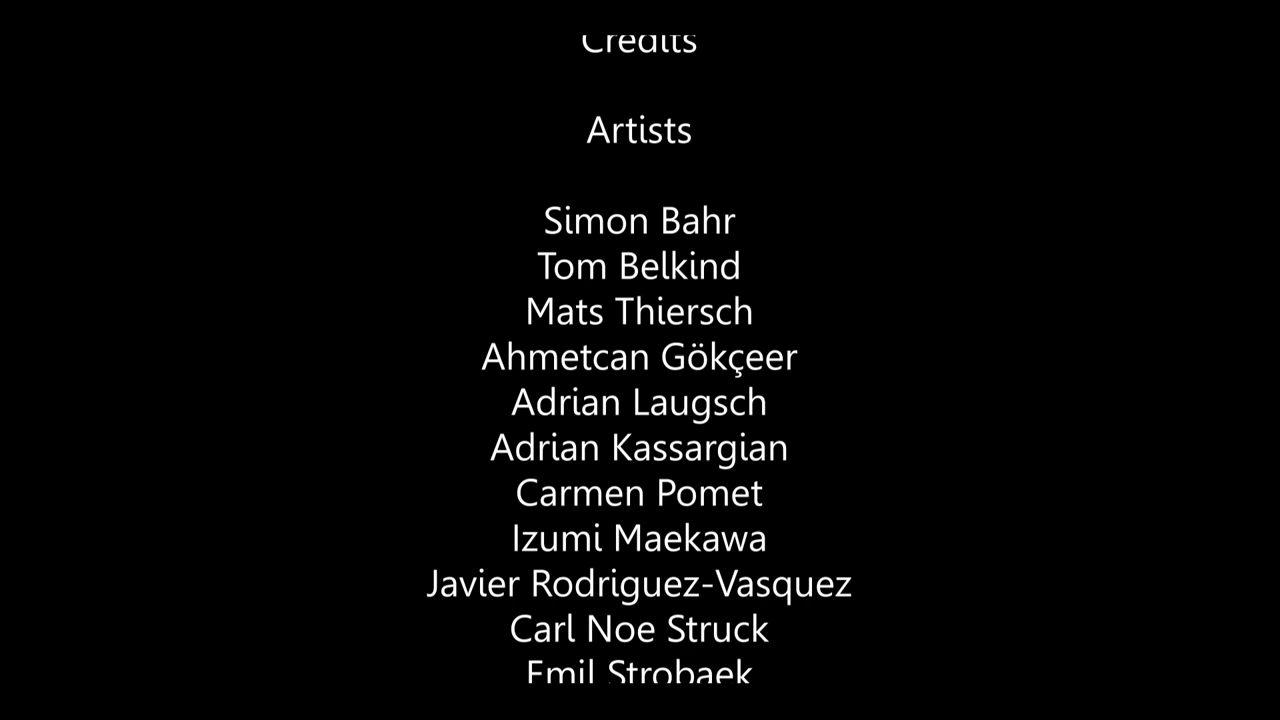 Credits
Artists
Simon Bahr
Tom Belkind
Mats Thiersch
Ahmetcan Gökçeer
Adrian Laugsch
Adrian Kassargian
Carmen Pomet
Izumi Maekawa
Javier Rodriguez-Vasquez
Carl Noe Struck
Emil Strobaek